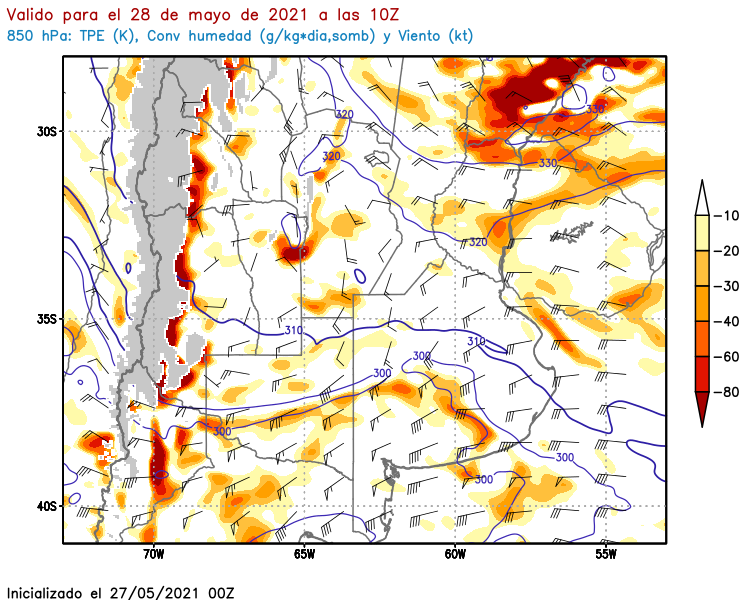 Valido para el 28 de mayo de 2021 a las 10Z
850 hPa: TPE (K), Conv humedad (g/kg*dia,somb) y Viento (kt)
320
330
30S
320
330
-10
320
-20
-30
35S
310
310
-40
300
300
-60
-80
300
300
300
40S
70W 65W 60W 55W
Inicializado el 27/05/2021 00Z